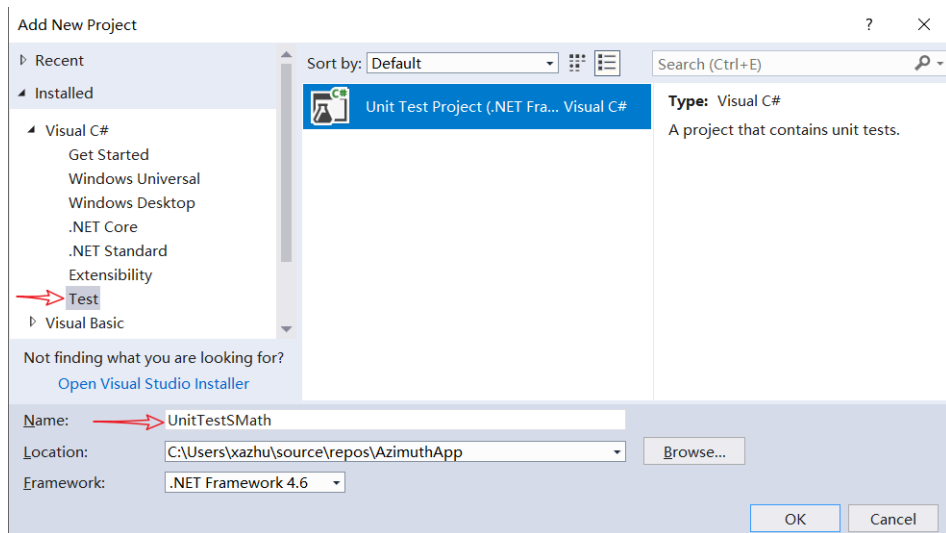 Add New Project
Recent
Installed
Visual C#
Get Started
Windows Universal
Windows Desktop
.NET Core
.NET Standard
Extensibility
Test
Visual Basic
Not finding what you are looking for?
Open Visual Studio Installer
Sort by: Default
Search (Ctrl+E)
C#
Unit Test Project (.NET Fra... Visual C#
Type: Visual C#
A project that contains unit tests.
Name: UnitTestSMath
Location: C:\Users\xazhu\source\repos\AzimuthApp Browse...
Framework: .NET Framework 4.6
OK Cancel